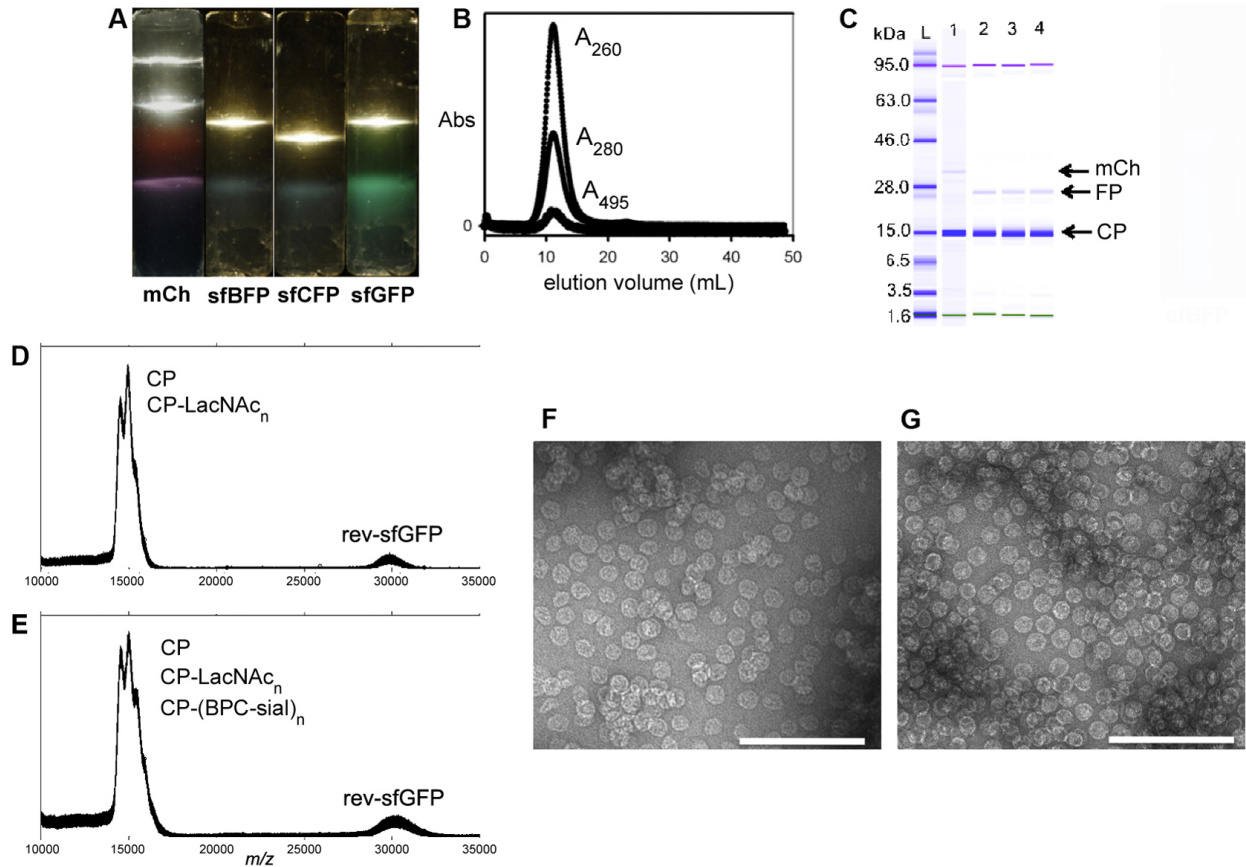 A
mCh sfBFP sfCFP sfGFP
B
Abs
A260
A280
A495
0
0 10 20 30 40 50
elution volume (mL)
C
kDa L 1 2 3 4
95.0
63.0
46.0
28.0
15.0
6.5
3.5
1.6
mCh
FP
CP
D
CP
CP-LacNAcn
rev-sfGFP
10000 15000 20000 25000 30000 35000
E
CP
CP-LacNAcn
CP-(BPC-sial)n
rev-sfGFP
10000 15000 20000 25000 30000 35000
m/z
F
G